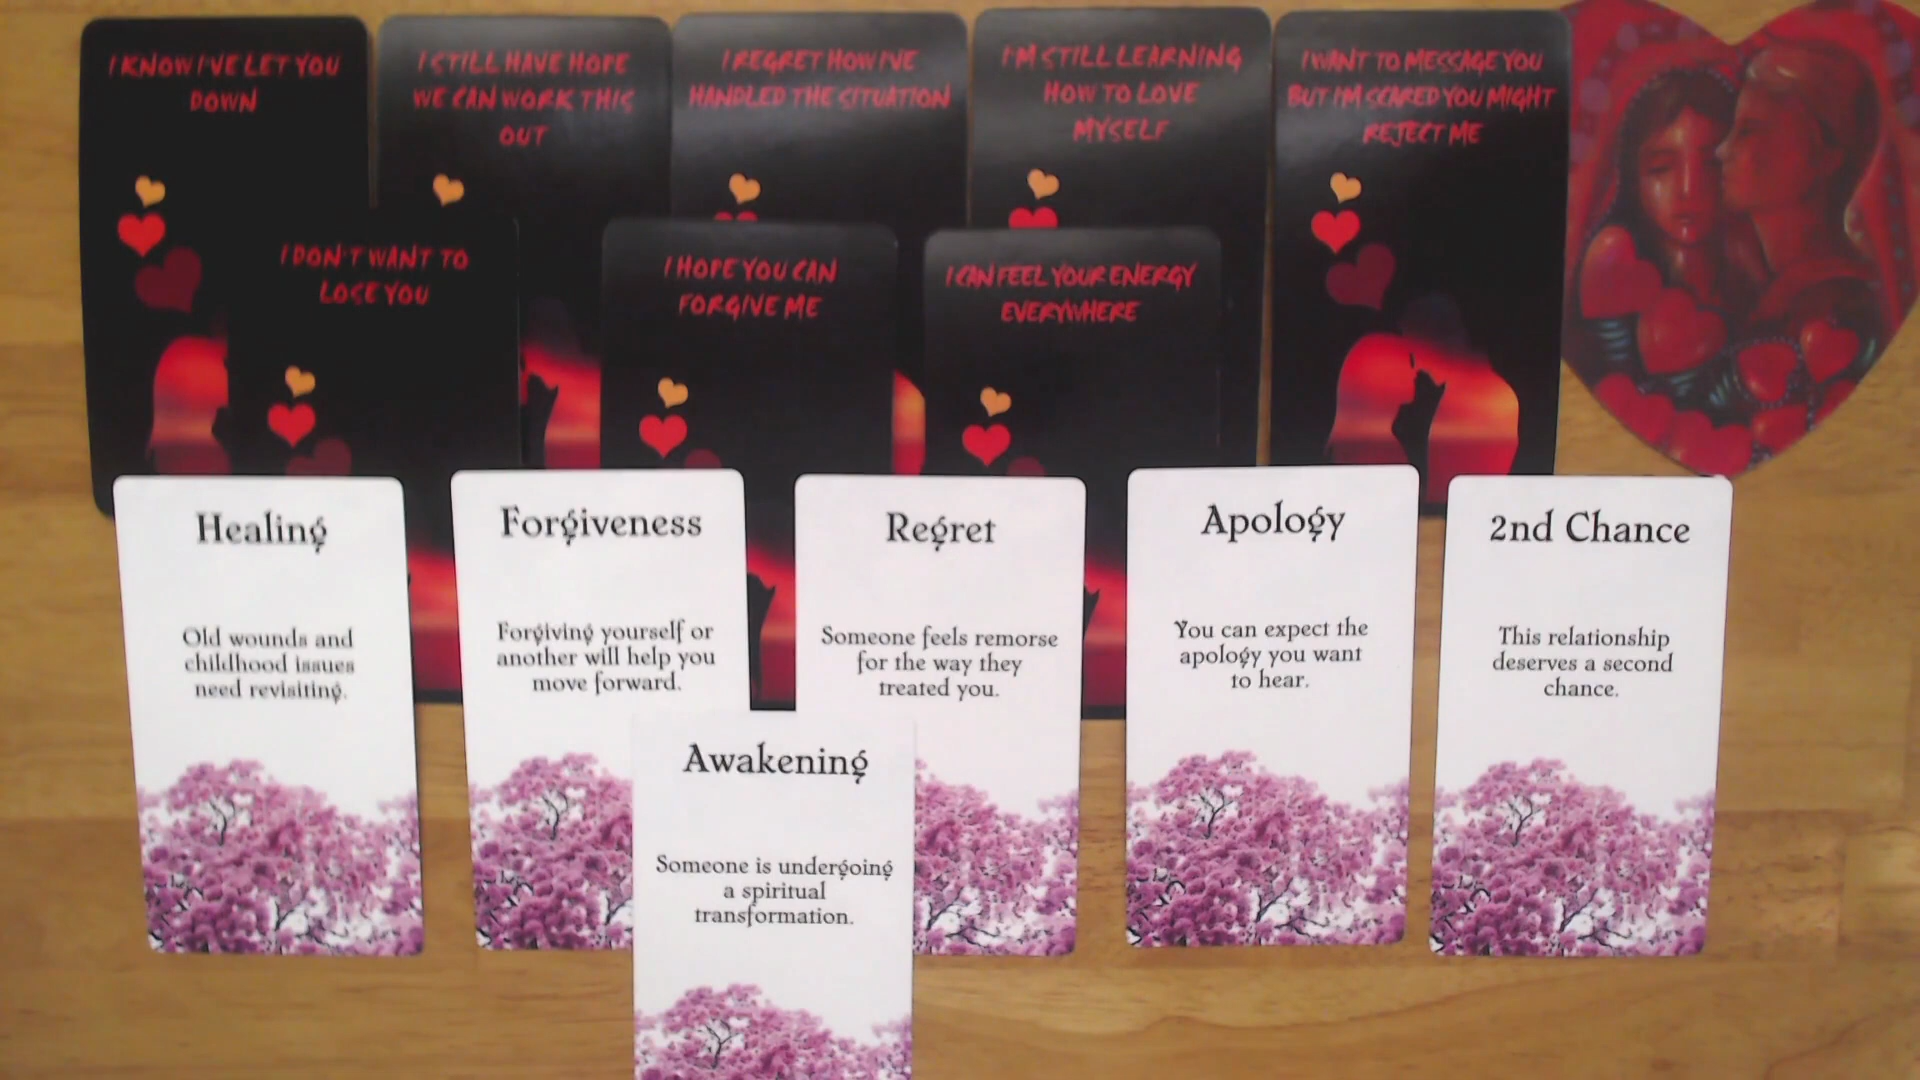 I KNOW I'VE LET YOU
DOWN
I STILL HAVE HOPE
WE CAN WORK THIS
OUT
I REGRET HOW I'VE
HANDLED THE SITUATION
I'M STILL LEARNING
HOW TO LOVE
MYSELF
I WANT TO MESSAGE YOU
BUT I'M SCARED YOU MIGHT
REJECT ME
I DON'T WANT TO
LOSE YOU
I HOPE YOU CAN
FORGIVE ME
I CAN FEEL YOUR ENERGY
EVERYWHERE
Healing
Old wounds and
childhood issues
need revisiting.
Forgiveness
Forgiving yourself or
another will help you
move forward.
Regret
Someone feels remorse
for the way they
treated you.
Apology
You can expect the
apology you want
to hear.
2nd Chance
This relationship
deserves a second
chance.
Awakening
Someone is undergoing
a spiritual
transformation.